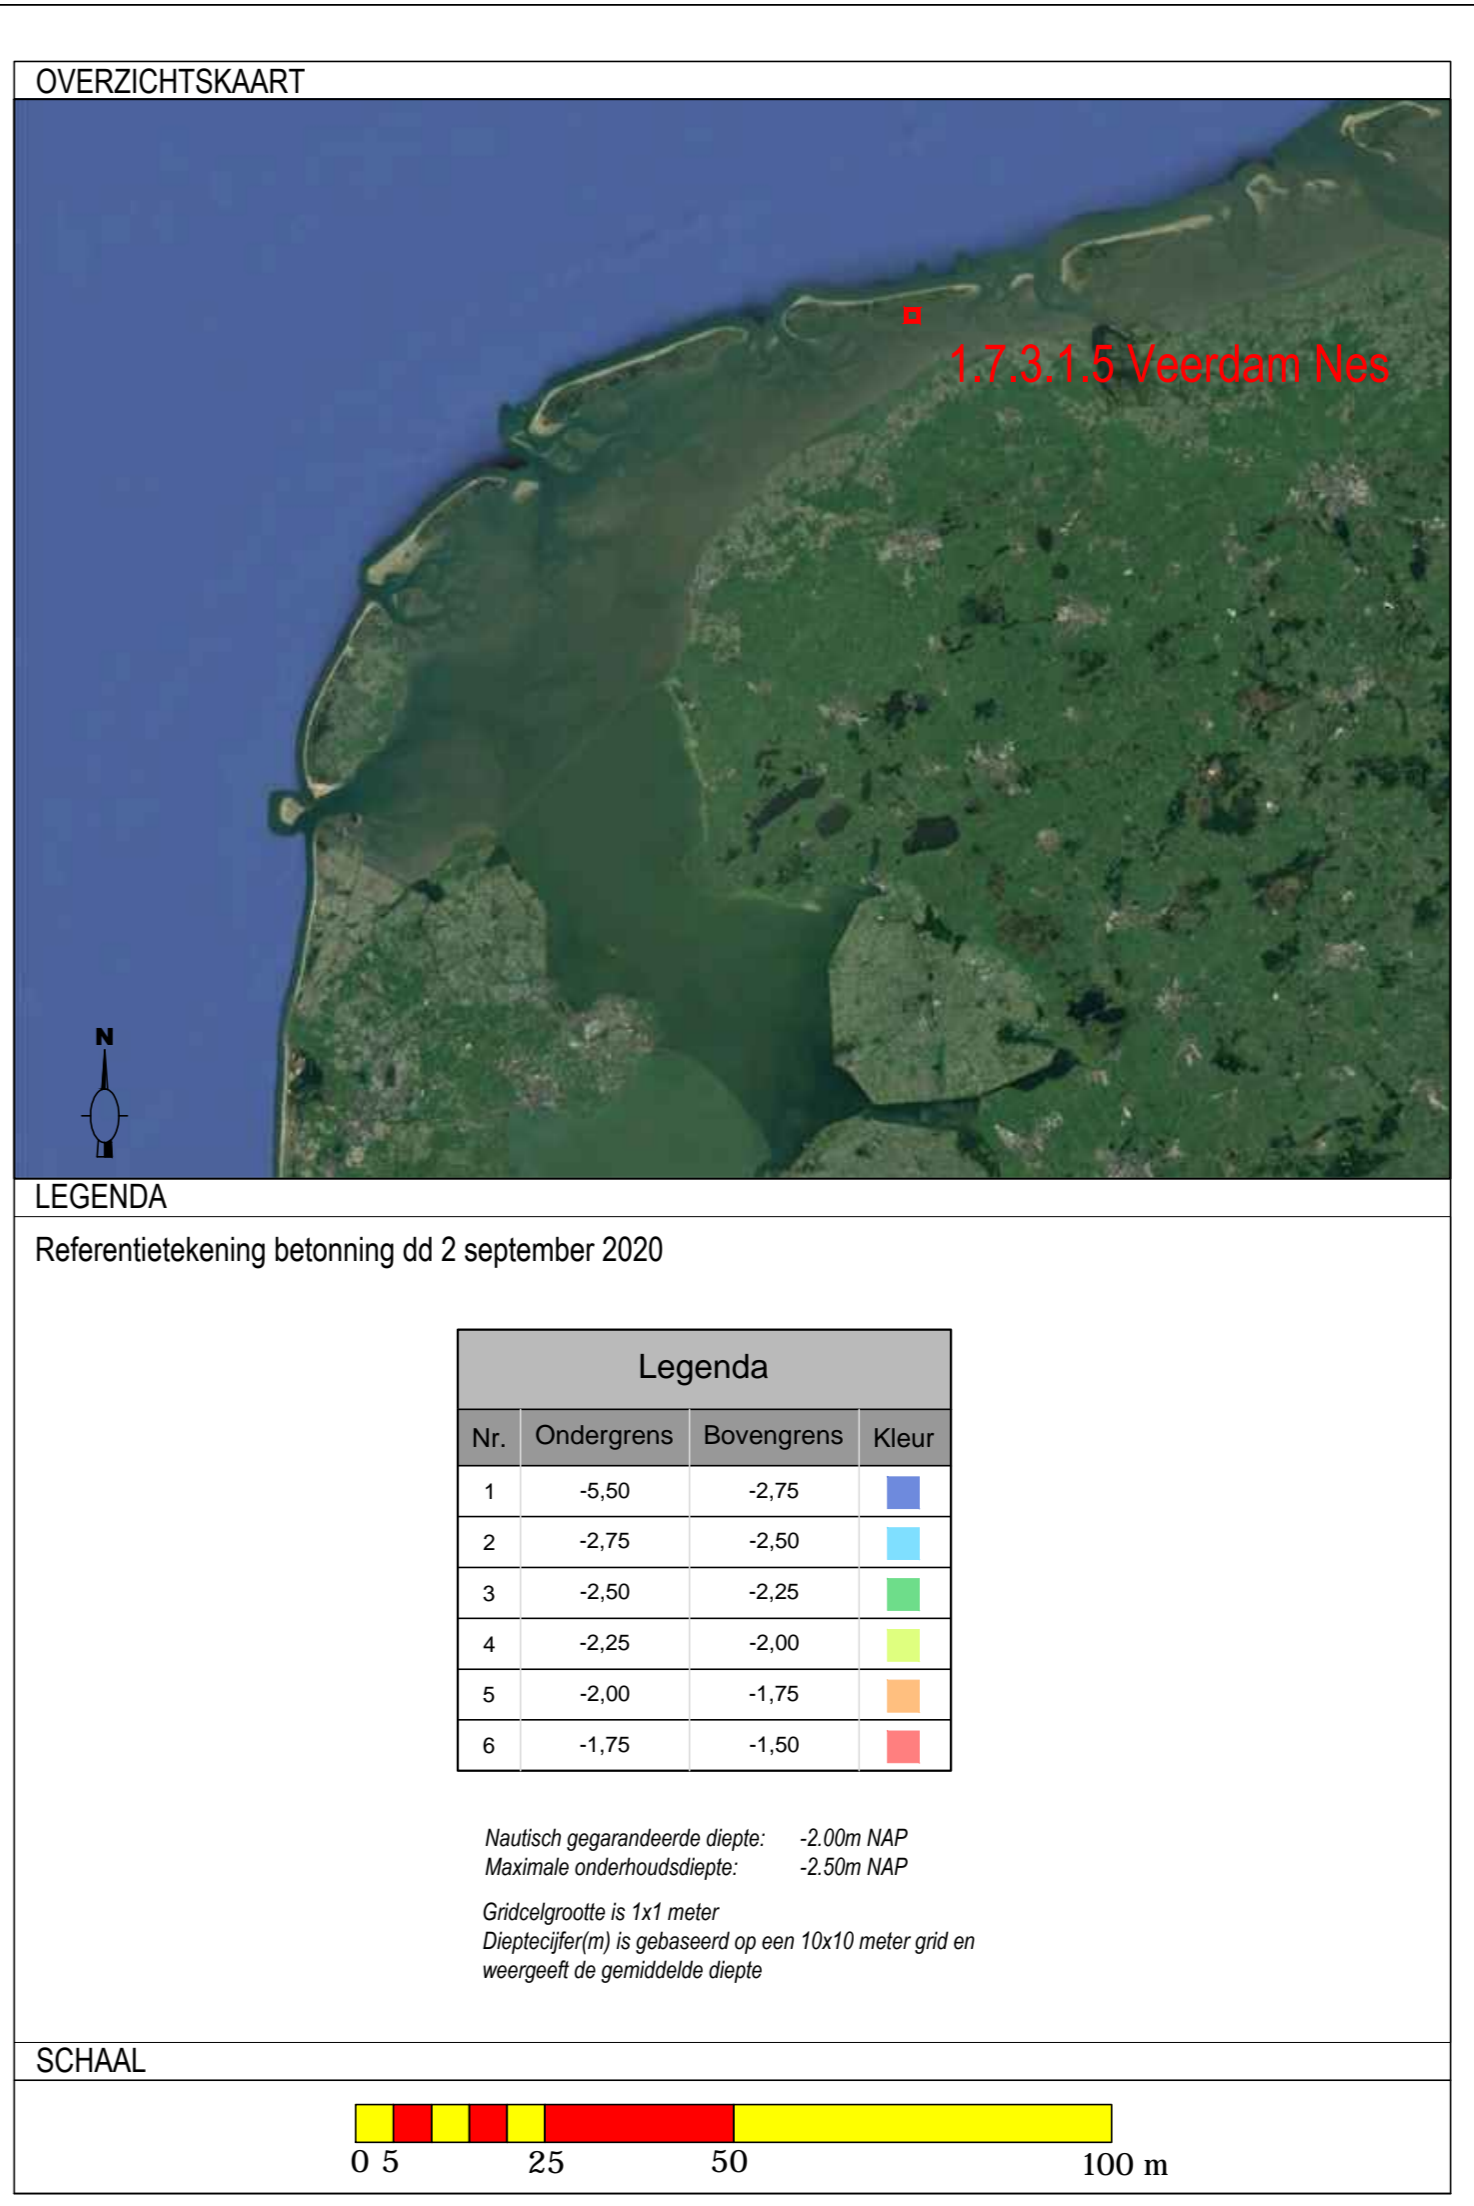 OVERZICHTSKAART
1.7.3.1.5 Veerdam Nes
N
LEGENDA
Referentietekening betonning dd 2 september 2020
Legenda
Nr. Ondergrens Bovengrens Kleur
1 -5,50 -2,75
2 -2,75 -2,50
3 -2,50 -2,25
4 -2,25 -2,00
5 -2,00 -1,75
6 -1,75 -1,50
Nautisch gegarandeerde diepte: -2.00m NAP
Maximale onderhoudsdiepte: -2.50m NAP
Gridcelgrootte is 1x1 meter
Dieptecijfer(m) is gebaseerd op een 10x10 meter grid en
weergeeft de gemiddelde diepte
SCHAAL
0 5 25 50 100 m